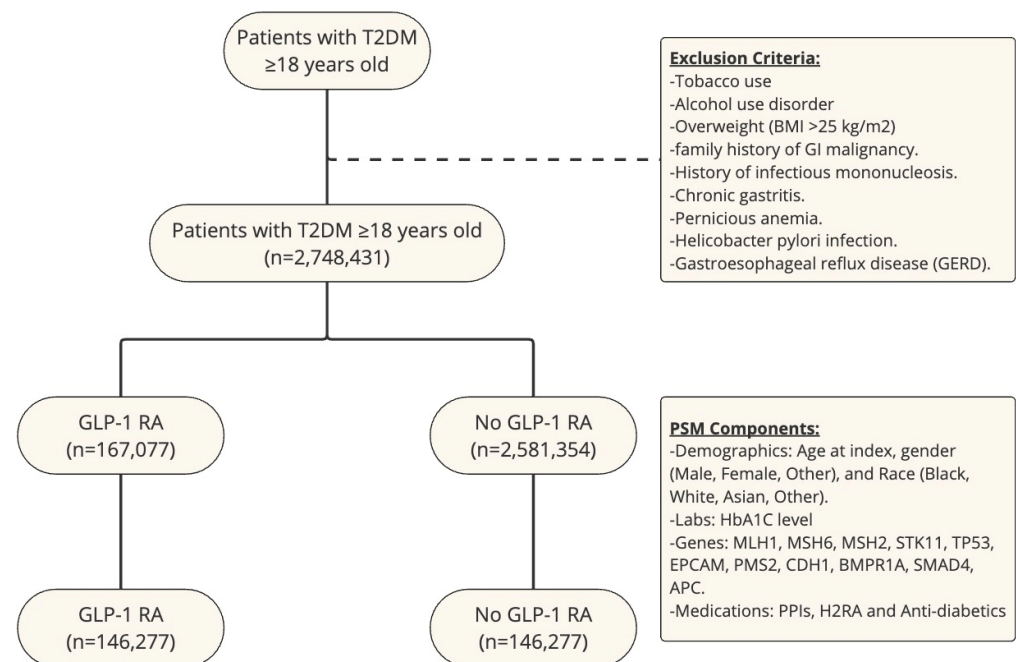 Patients with T2DM
≥18 years old
Exclusion Criteria:
-Tobacco use
-Alcohol use disorder
-Overweight (BMI >25 kg/m2)
-family history of GI malignancy.
-History of infectious mononucleosis.
-Chronic gastritis.
-Pernicious anemia.
-Helicobacter pylori infection.
-Gastroesophageal reflux disease (GERD).
Patients with T2DM ≥18 years old
(n=2,748,431)
GLP-1 RA
(n=167,077)
No GLP-1 RA
(n=2,581,354)
PSM Components:
-Demographics: Age at index, gender
(Male, Female, Other), and Race (Black,
White, Asian, Other).
-Labs: HbA1C level
-Genes: MLH1, MSH6, MSH2, STK11, TP53,
EPCAM, PMS2, CDH1, BMPR1A, SMAD4,
APC.
-Medications: PPIs, H2RA and Anti-diabetics
GLP-1 RA
(n=146,277)
No GLP-1 RA
(n=146,277)